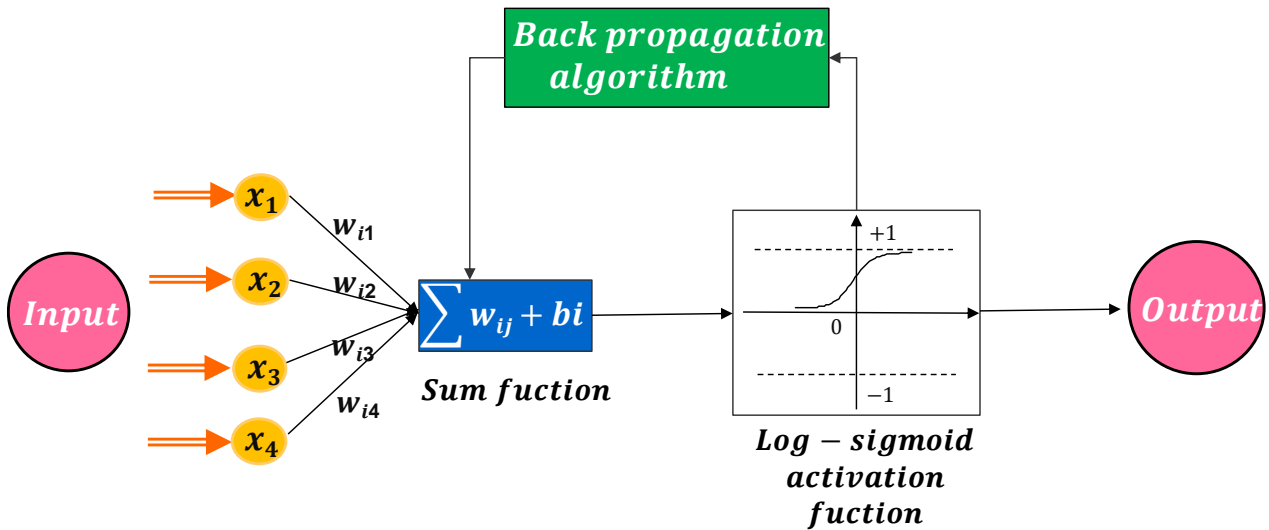 Back propagation
algorithm
Input
x₁
x₂
x₃
x₄
wᵢ₁
wᵢ₂
wᵢ₃
wᵢ₄
∑ wᵢⱼ + bi
Sum fuction
+1
0
−1
Log − sigmoid
activation
fuction
Output